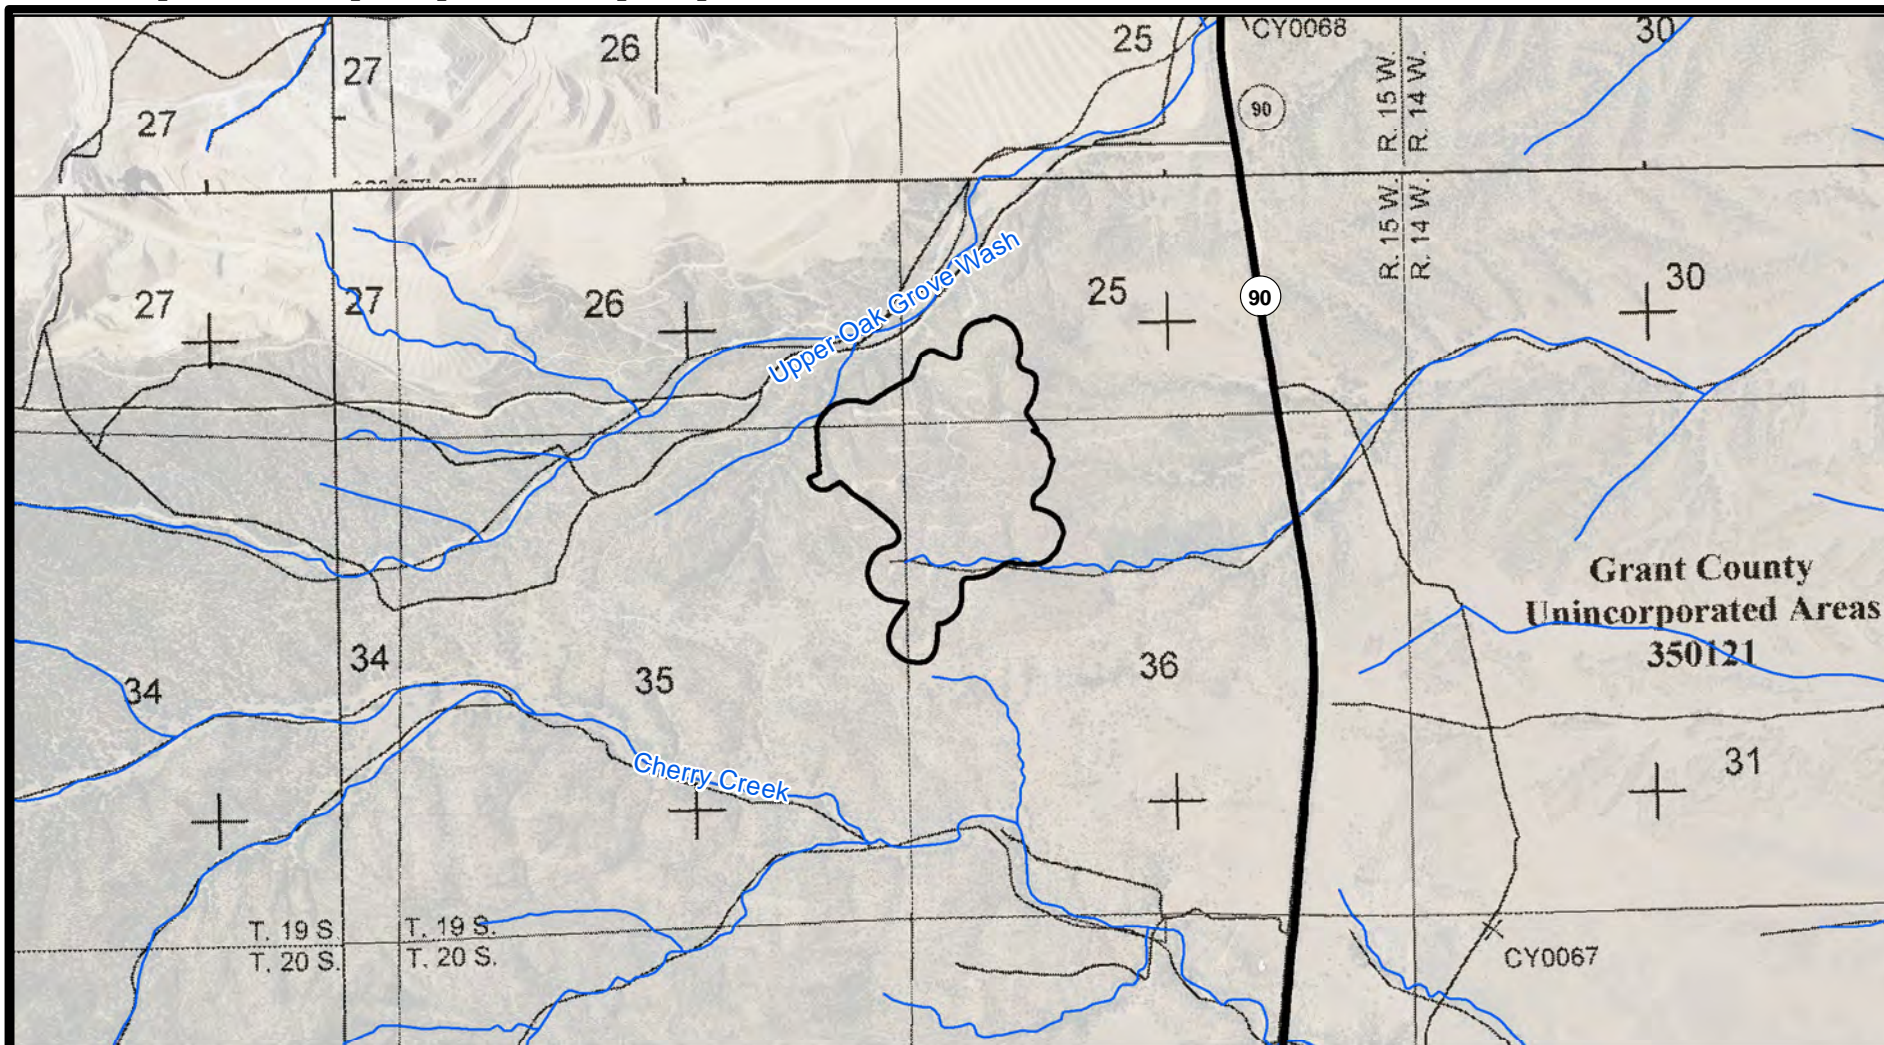 26
25
CY0068
30
27
27
90
R. 15 W.
R. 14 W.
R. 15 W.
R. 14 W.
27
27
26
Upper Oak Grove Wash
25
90
30
Grant County
Unincorporated Areas
350121
34
34
35
36
31
Cherry Creek
T. 19 S.
T. 19 S.
T. 20 S.
T. 20 S.
CY0067